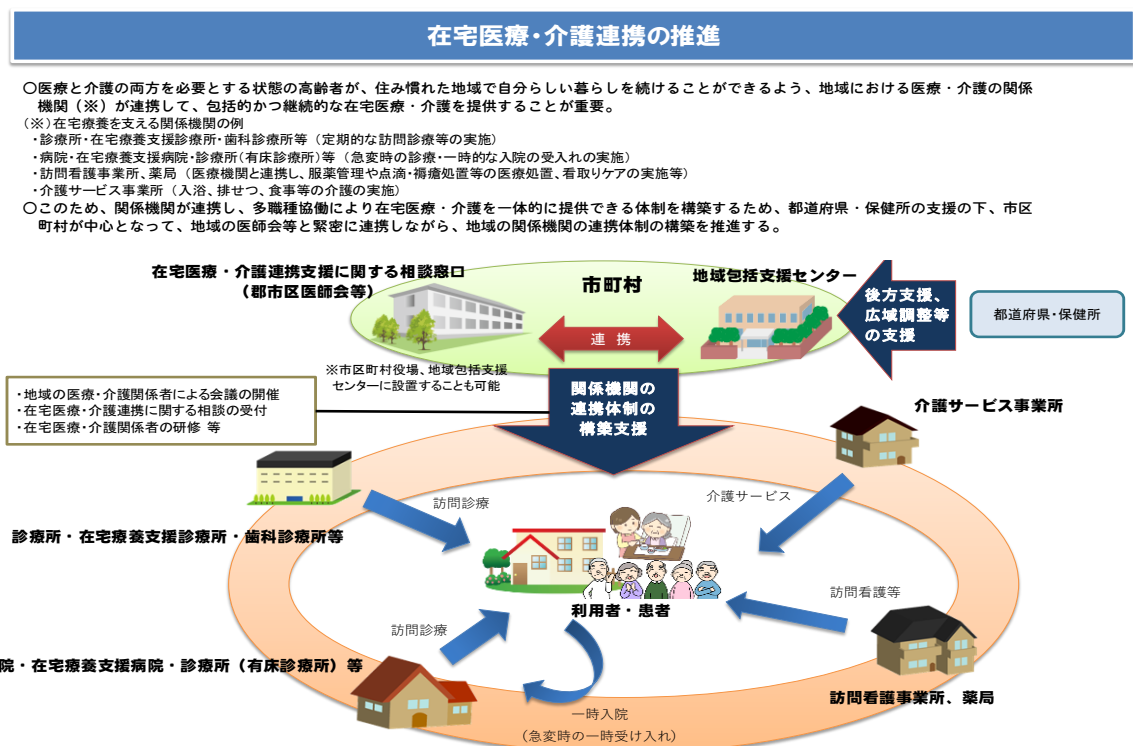 在宅医療・介護連携の推進
〇医療と介護の両方を必要とする状態の高齢者が、住み慣れた地域で自分らしい暮らしを続けることができるよう、地域における医療・介護の関係
機関（※）が連携して、包括的かつ継続的な在宅医療・介護を提供することが重要。
（※）在宅療養を支える関係機関の例
・診療所・在宅療養支援診療所・歯科診療所等（定期的な訪問診療等の実施）
・病院・在宅療養支援病院・診療所（有床診療所）等（急変時の診療・一時的な入院の受入れの実施）
・訪問看護事業所、薬局（医療機関と連携し、服薬管理や点滴・褥瘡処置等の医療処置、看取りケアの実施等）
・介護サービス事業所（入浴、排せつ、食事等の介護の実施）
〇このため、関係機関が連携し、多職種協働により在宅医療・介護を一体的に提供できる体制を構築するため、都道府県・保健所の支援の下、市区
町村が中心となって、地域の医師会等と緊密に連携しながら、地域の関係機関の連携体制の構築を推進する。
在宅医療・介護連携支援に関する相談窓口
（郡市区医師会等）
市町村
地域包括支援センター
後方支援、
広域調整等
の支援
都道府県・保健所
連 携
※市区町村役場、地域包括支援
センターに設置することも可能
関係機関の
連携体制の
構築支援
・地域の医療・介護関係者による会議の開催
・在宅医療・介護連携に関する相談の受付
・在宅医療・介護関係者の研修 等
介護サービス事業所
訪問診療
介護サービス
診療所・在宅療養支援診療所・歯科診療所等
利用者・患者
訪問看護等
訪問診療
院・在宅療養支援病院・診療所（有床診療所）等
訪問看護事業所、薬局
一時入院
（急変時の一時受け入れ）